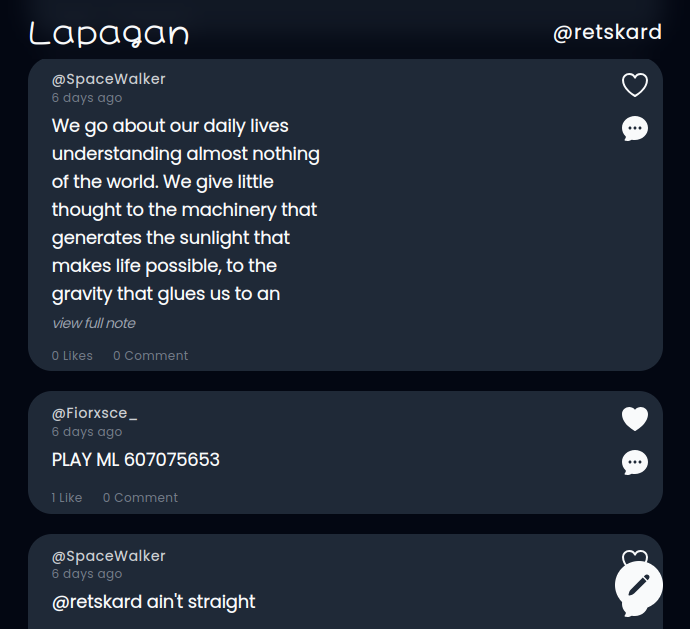 Lapagan
@retskard
@SpaceWalker
6 days ago
We go about our daily lives
understanding almost nothing
of the world. We give little
thought to the machinery that
generates the sunlight that
makes life possible, to the
gravity that glues us to an
view full note
0 Likes 0 Comment
@Fiorxsce_
6 days ago
PLAY ML 607075653
1 Like 0 Comment
@SpaceWalker
6 days ago
@retskard ain't straight